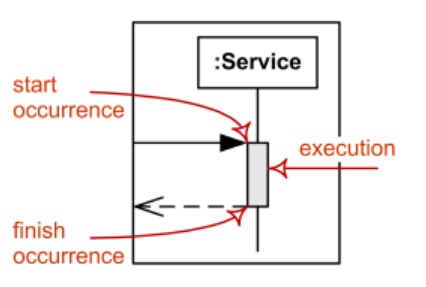 :Service
start
occurrence
execution
finish
occurrence